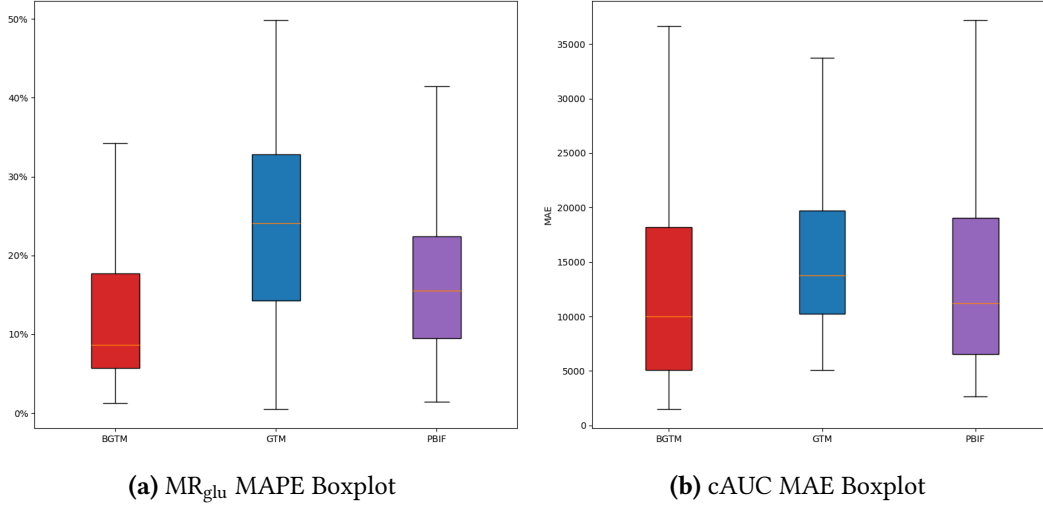 50%
40%
30%
20%
10%
0%
BGTM GTM PBIF
MAE
35000
30000
25000
20000
15000
10000
5000
0
BGTM GTM PBIF
(a) MRglu MAPE Boxplot
(b) cAUC MAE Boxplot